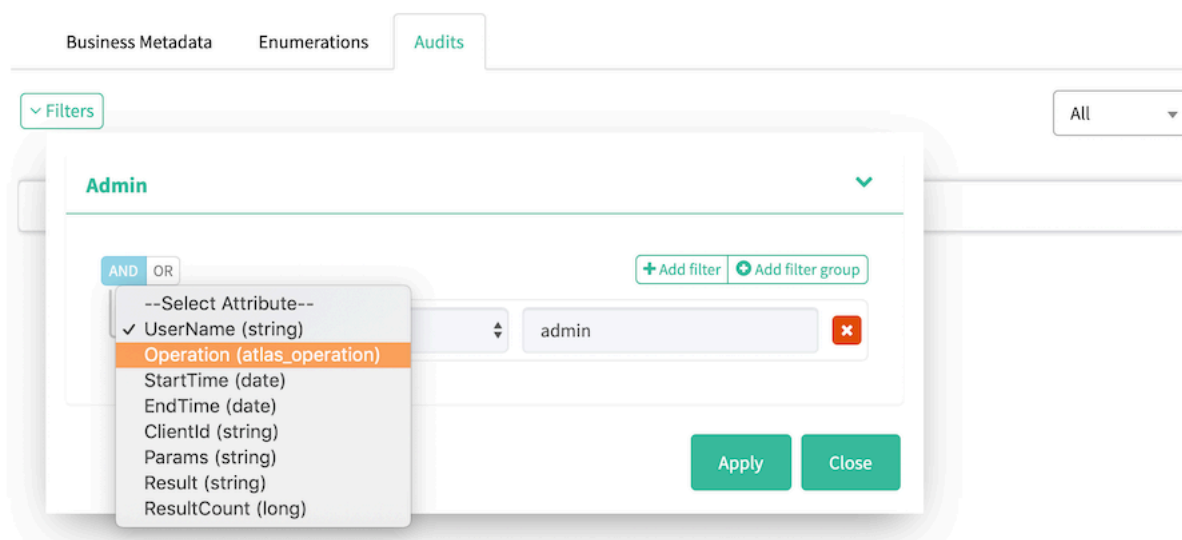 Business Metadata Enumerations Audits
Filters All
Admin
AND OR Add filter Add filter group
--Select Attribute--
UserName (string) admin
Operation (atlas_operation)
StartTime (date)
EndTime (date)
ClientId (string)
Params (string)
Apply Close
Result (string)
ResultCount (long)